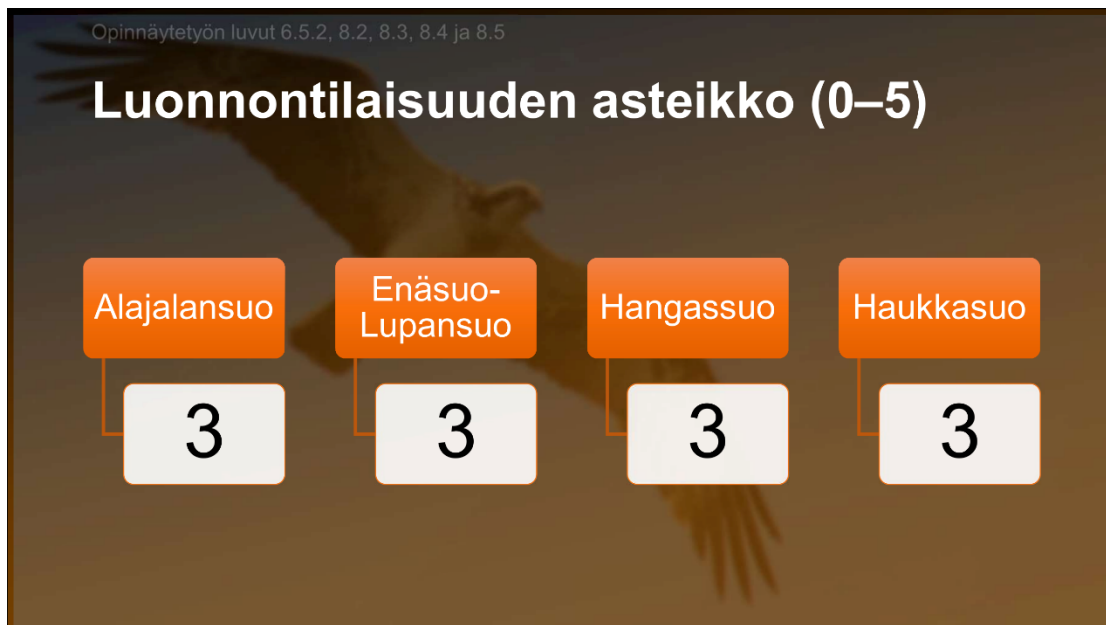 Opinnäytetyön luvut 6.5.2, 8.2, 8.3, 8.4 ja 8.5
Luonnontilaisuuden asteikko (0–5)
Alajalansuo
3
Enäsuo-
Lupansuo
3
Hangassuo
3
Haukkasuo
3